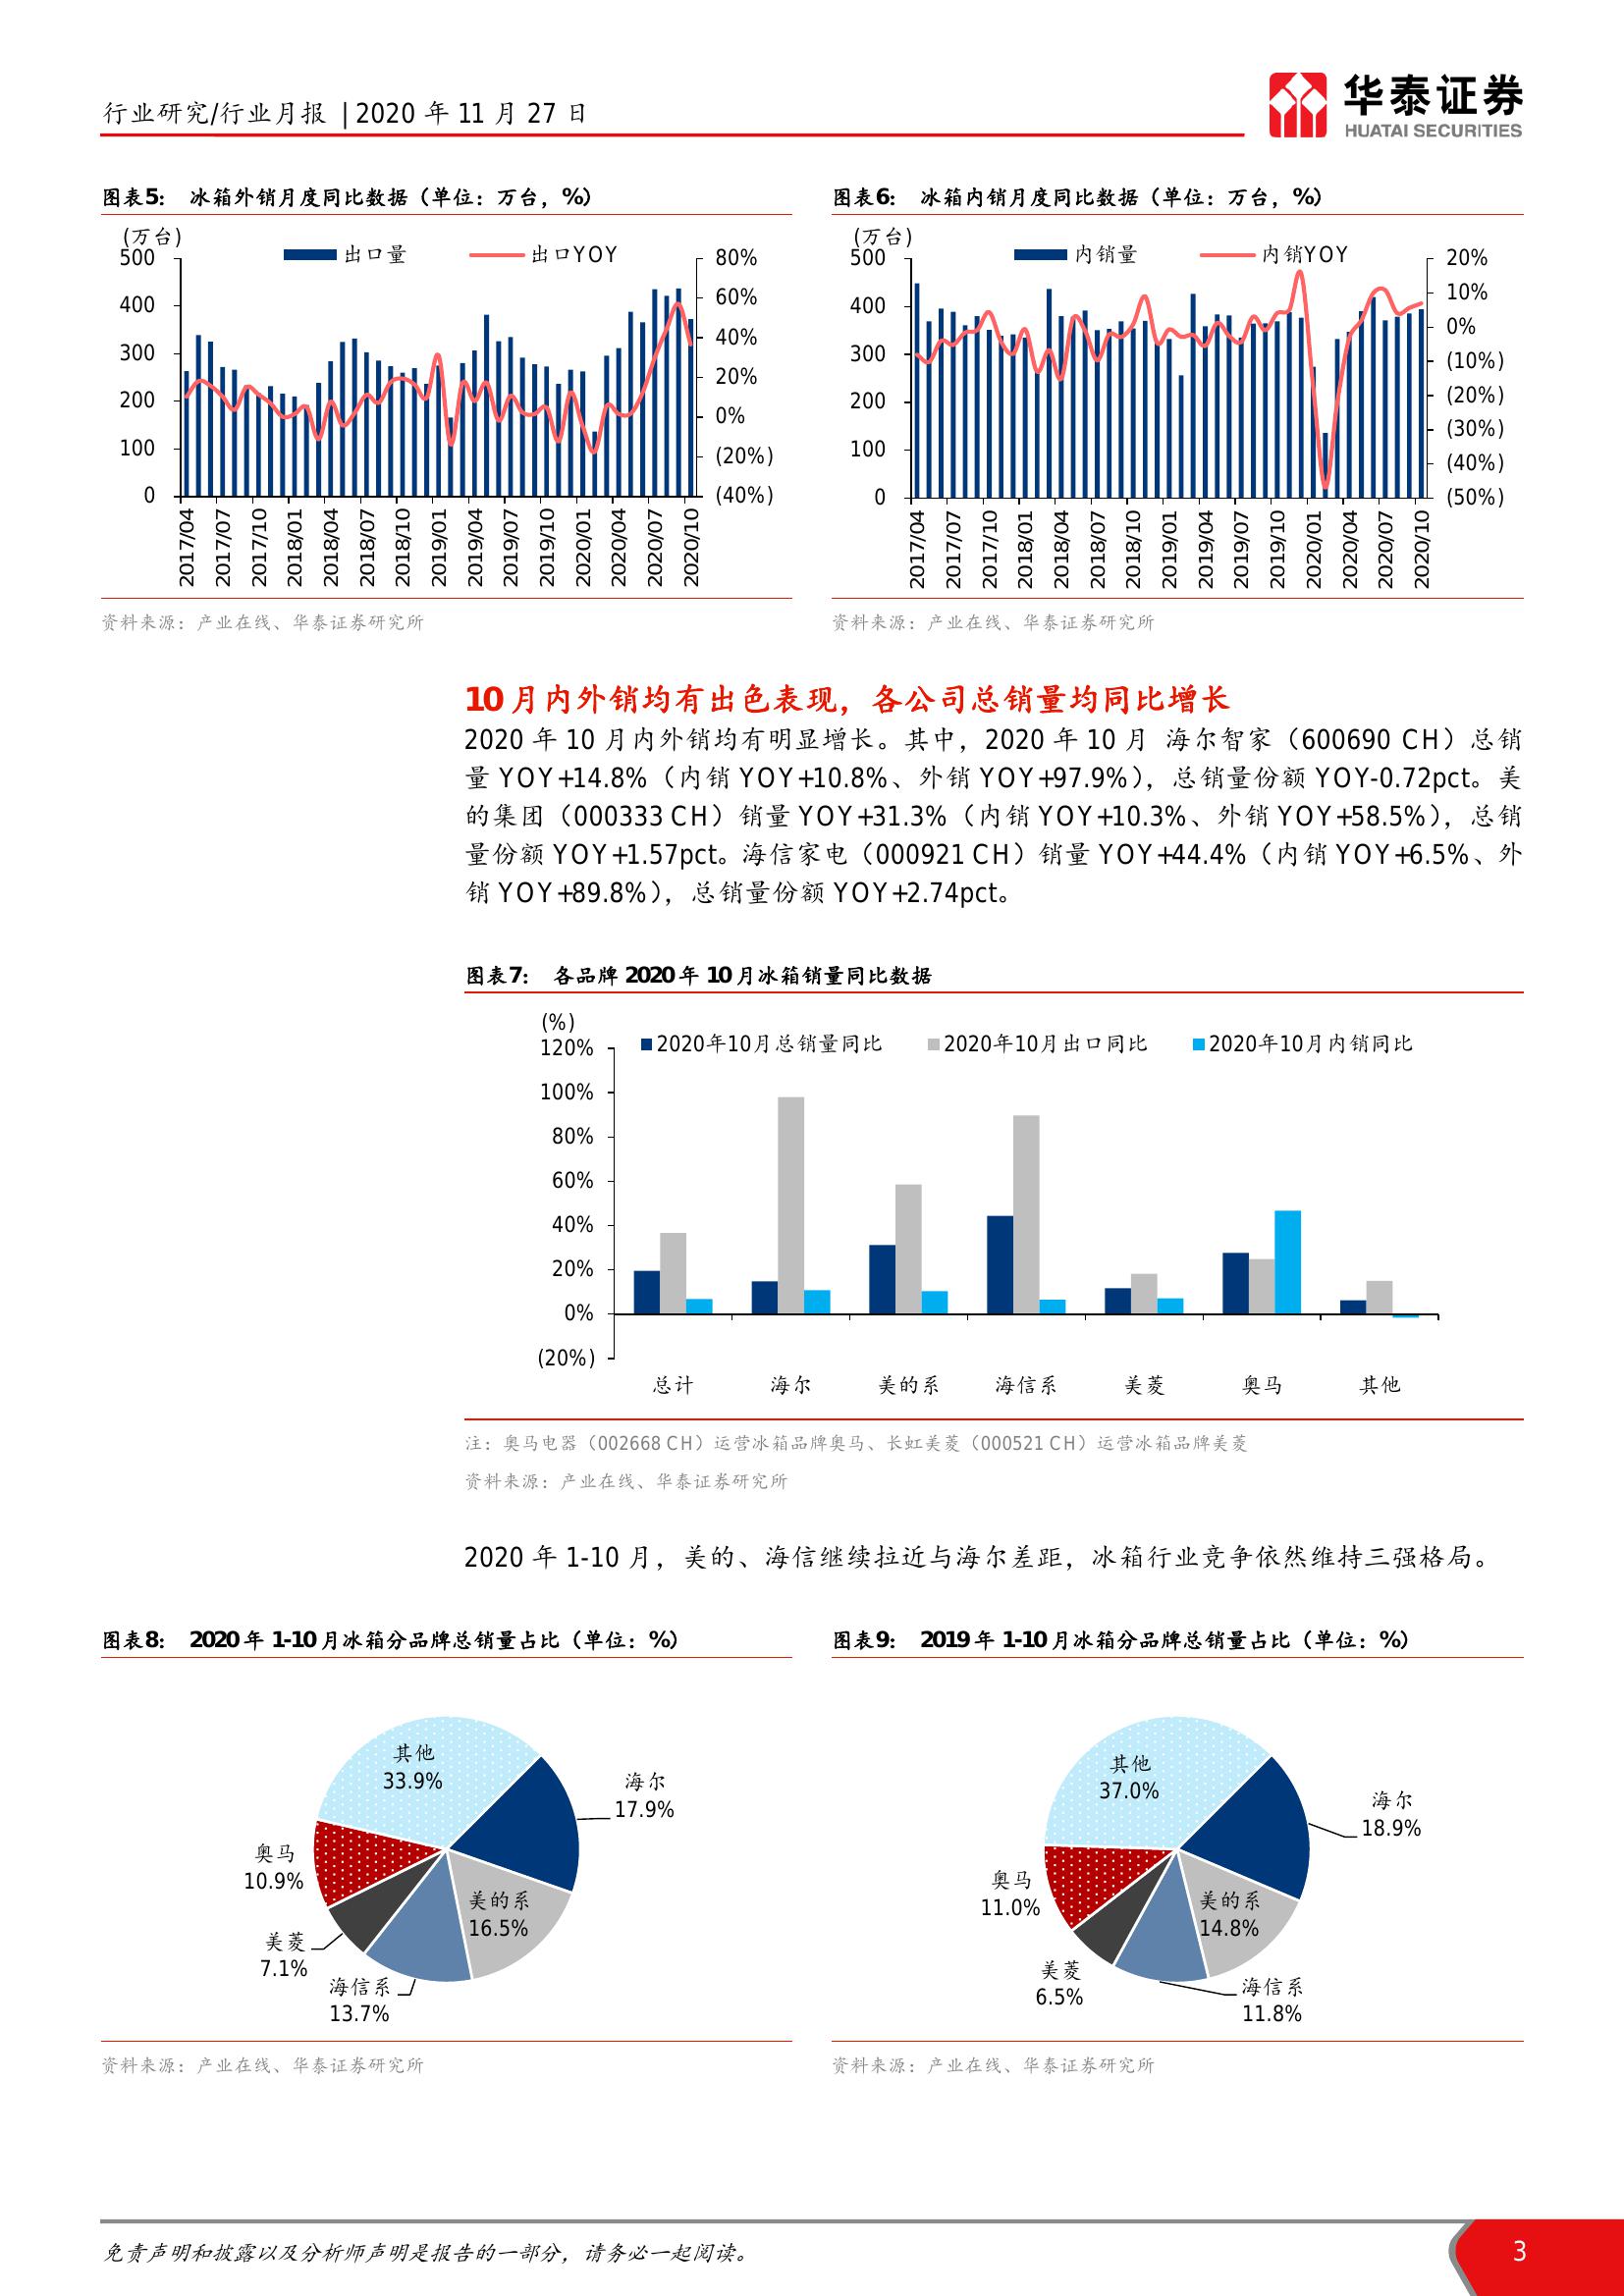 行业研究/行业月报 | 2020 年 11 月 27 日
华泰证券
HUATAI SECURITIES
图表5： 冰箱外销月度同比数据（单位：万台，%）
(万台)
出口量 出口YOY
500
400
300
200
100
0
80%
60%
40%
20%
0%
(20%)
(40%)
2017/04 2017/07 2017/10 2018/01 2018/04 2018/07 2018/10 2019/01 2019/04 2019/07 2019/10 2020/01 2020/04 2020/07 2020/10
资料来源：产业在线、华泰证券研究所
图表6： 冰箱内销月度同比数据（单位：万台，%）
(万台)
内销量 内销YOY
500
400
300
200
100
0
20%
10%
0%
(10%)
(20%)
(30%)
(40%)
(50%)
2017/04 2017/07 2017/10 2018/01 2018/04 2018/07 2018/10 2019/01 2019/04 2019/07 2019/10 2020/01 2020/04 2020/07 2020/10
资料来源：产业在线、华泰证券研究所
10 月内外销均有出色表现，各公司总销量均同比增长
2020 年 10 月内外销均有明显增长。其中，2020 年 10 月 海尔智家（600690 CH）总销
量 YOY+14.8%（内销 YOY+10.8%、外销 YOY+97.9%），总销量份额 YOY-0.72pct。美
的集团（000333 CH）销量 YOY+31.3%（内销 YOY+10.3%、外销 YOY+58.5%），总销
量份额 YOY+1.57pct。海信家电（000921 CH）销量 YOY+44.4%（内销 YOY+6.5%、外
销 YOY+89.8%），总销量份额 YOY+2.74pct。
图表7： 各品牌 2020 年 10 月冰箱销量同比数据
(%)
2020年10月总销量同比 2020年10月出口同比 2020年10月内销同比
120%
100%
80%
60%
40%
20%
0%
(20%)
总计 海尔 美的系 海信系 美菱 奥马 其他
注：奥马电器（002668 CH）运营冰箱品牌奥马、长虹美菱（000521 CH）运营冰箱品牌美菱
资料来源：产业在线、华泰证券研究所
2020 年 1-10 月，美的、海信继续拉近与海尔差距，冰箱行业竞争依然维持三强格局。
图表8： 2020 年 1-10 月冰箱分品牌总销量占比（单位：%）
其他
33.9%
海尔
17.9%
奥马
10.9%
美的系
16.5%
美菱
7.1%
海信系
13.7%
资料来源：产业在线、华泰证券研究所
图表9： 2019 年 1-10 月冰箱分品牌总销量占比（单位：%）
其他
37.0%
海尔
18.9%
奥马
11.0%
美的系
14.8%
美菱
6.5%
海信系
11.8%
资料来源：产业在线、华泰证券研究所
免责声明和披露以及分析师声明是报告的一部分，请务必一起阅读。
3